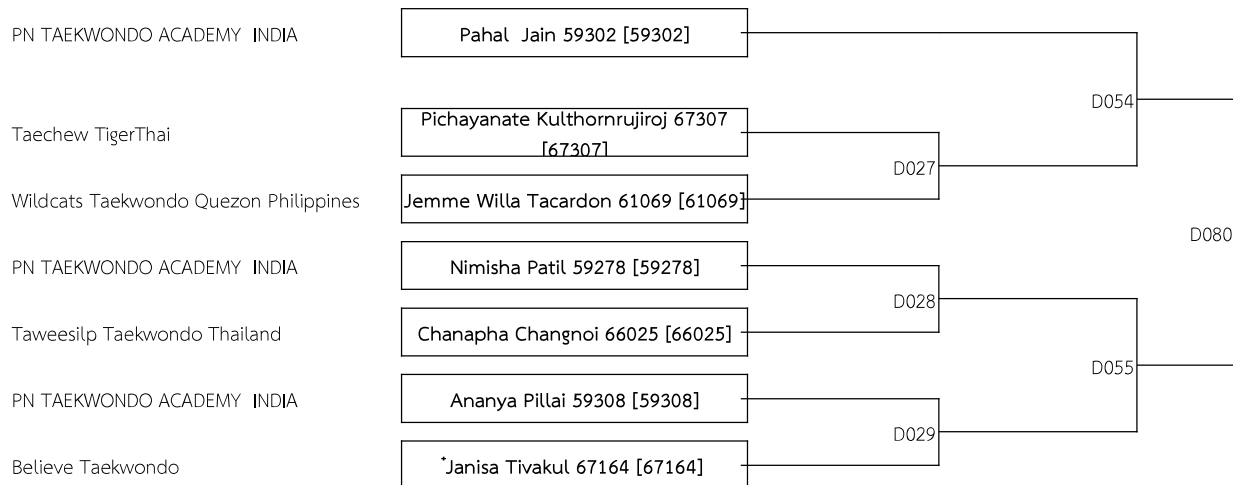 PN TAEKWONDO ACADEMY INDIA
Pahal Jain 59302 [59302]
D054
Taechew TigerThai
Pichayanate Kulthornrujiroj 67307
[67307]
D027
Wildcats Taekwondo Quezon Philippines
Jemme Willa Tacardon 61069 [61069]
D080
PN TAEKWONDO ACADEMY INDIA
Nimisha Patil 59278 [59278]
D028
Taweesilp Taekwondo Thailand
Chanapha Changnoi 66025 [66025]
D055
PN TAEKWONDO ACADEMY INDIA
Ananya Pillai 59308 [59308]
D029
Believe Taekwondo
+Janisa Tivakul 67164 [67164]